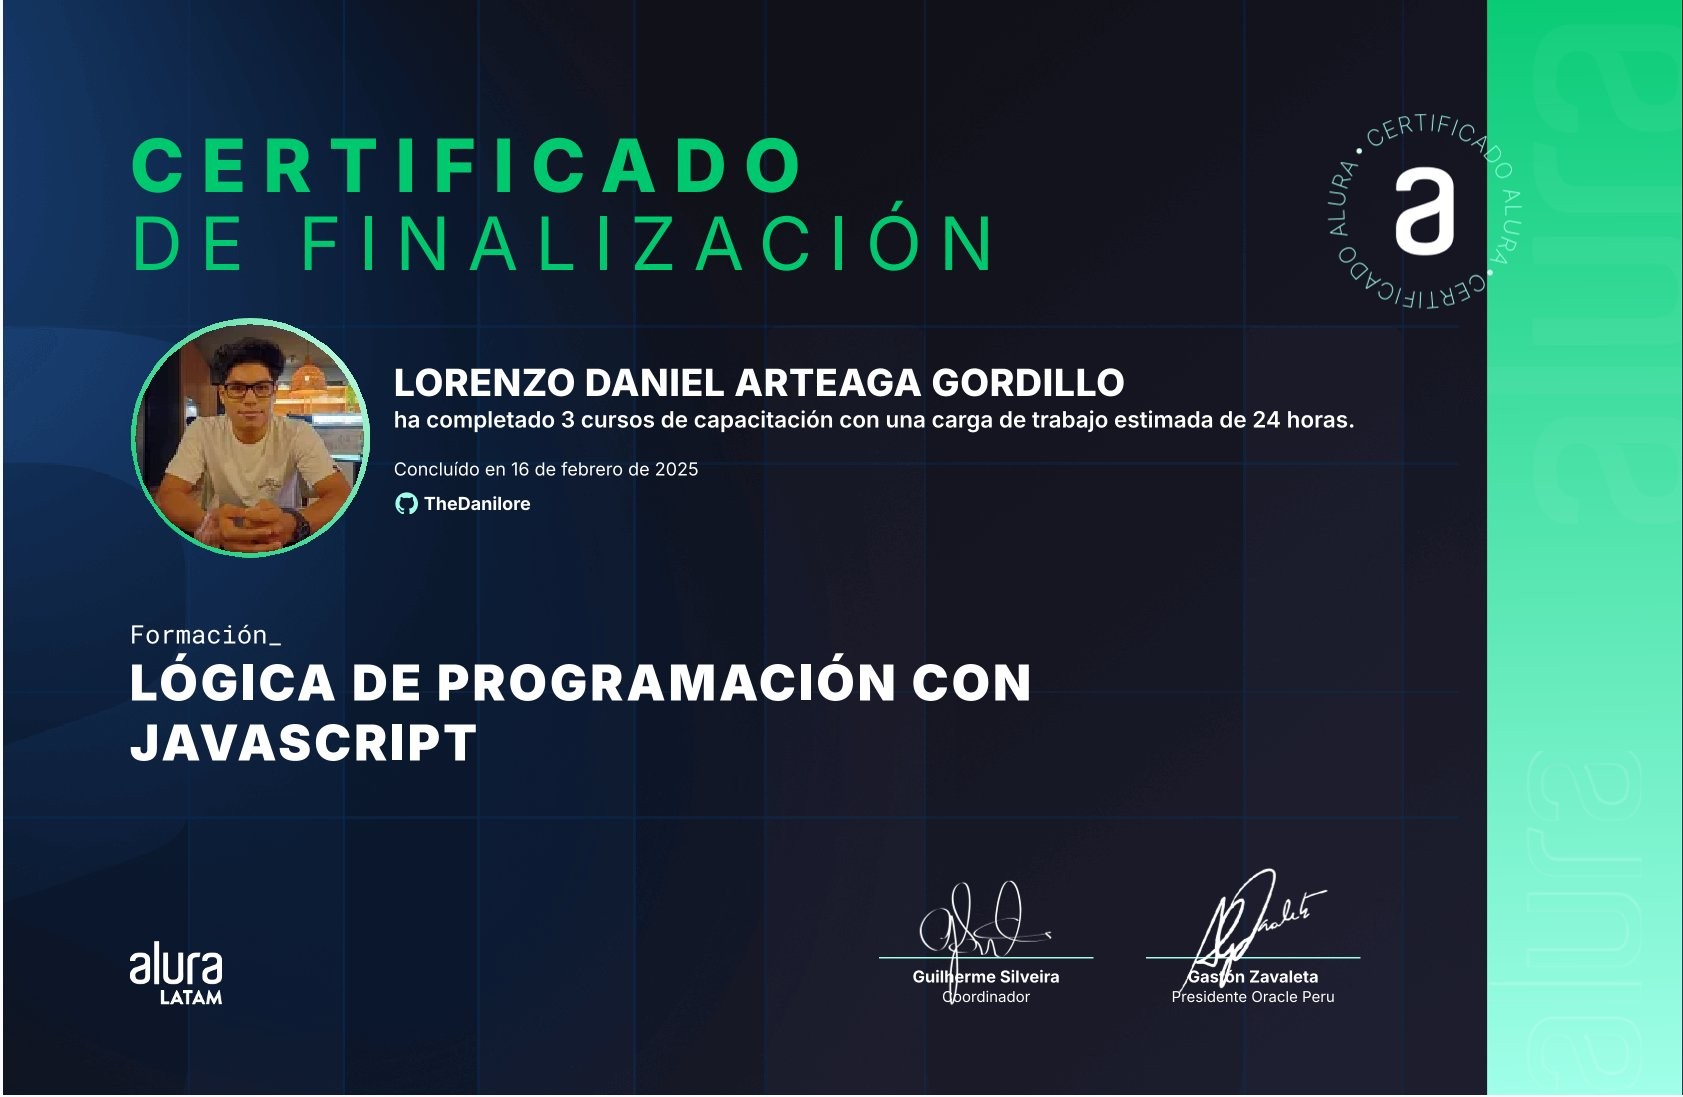 CERTIFICADO
DE FINALIZACIÓN
CERTIFICADO ALURA • CERTIFICADO ALURA •
a
LORENZO DANIEL ARTEAGA GORDILLO
ha completado 3 cursos de capacitación con una carga de trabajo estimada de 24 horas.
Concluído en 16 de febrero de 2025
TheDanilore
Formación_
LÓGICA DE PROGRAMACIÓN CON
JAVASCRIPT
alura
LATAM
Guilherme Silveira
Coordinador
Gastón Zavaleta
Presidente Oracle Peru
alura
alura